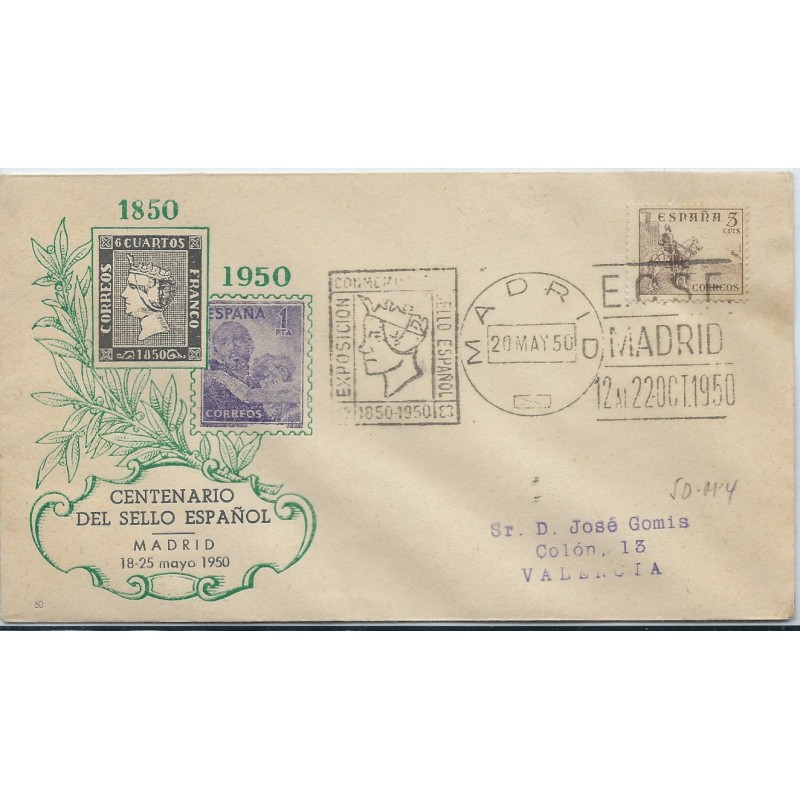 1850
6 CUARTOS
CORREOS
FRANCO
1850
1950
ESPAÑA 1
PTA
CORREOS
CENTENARIO
DEL SELLO ESPAÑOL
MADRID
18-25 mayo 1950
50
EXPOSICION
SELLO ESPAÑOL
1850-1950
MADRID
20 MAY 50
ESPAÑA 5
CTS
CORREOS
MADRID
12 AL 22·OCT.1950
50-M-4
Sr. D. José Gomis
Colón, 13
VALENCIA